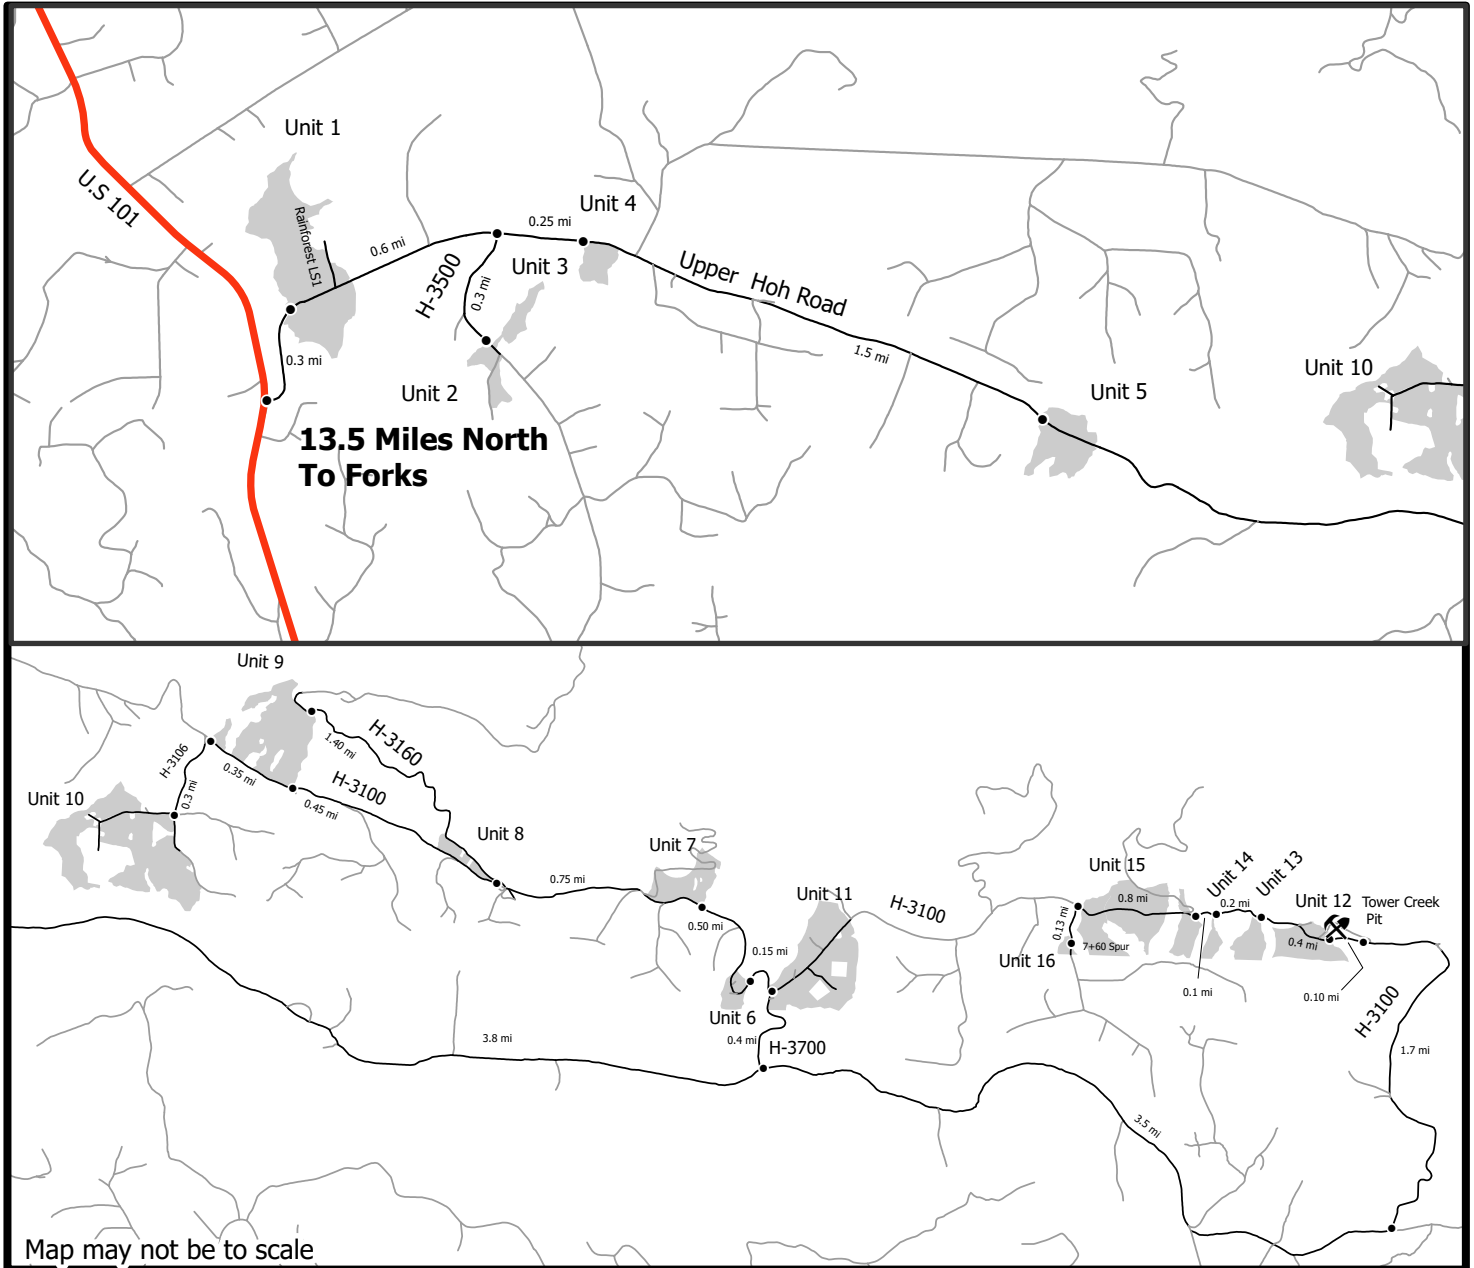 Unit 1
U.S 101
Rainforest LS1
0.6 mi
0.25 mi
Unit 4
Unit 3
H-3500
0.3 mi
Upper Hoh Road
0.3 mi
1.5 mi
Unit 2
Unit 5
Unit 10
13.5 Miles North
To Forks
Unit 9
H-3160
1.40 mi
H-3106
0.35 mi
H-3100
0.3 mi
0.45 mi
Unit 10
Unit 8
0.75 mi
Unit 7
0.50 mi
Unit 11
H-3100
0.15 mi
Unit 6
0.4 mi
H-3700
3.8 mi
Unit 15
0.8 mi
Unit 14
0.2 mi
Unit 13
Unit 12
Tower Creek
Pit
0.13 mi
7+60 Spur
Unit 16
0.4 mi
0.1 mi
0.10 mi
H-3100
1.7 mi
3.5 mi
Map may not be to scale